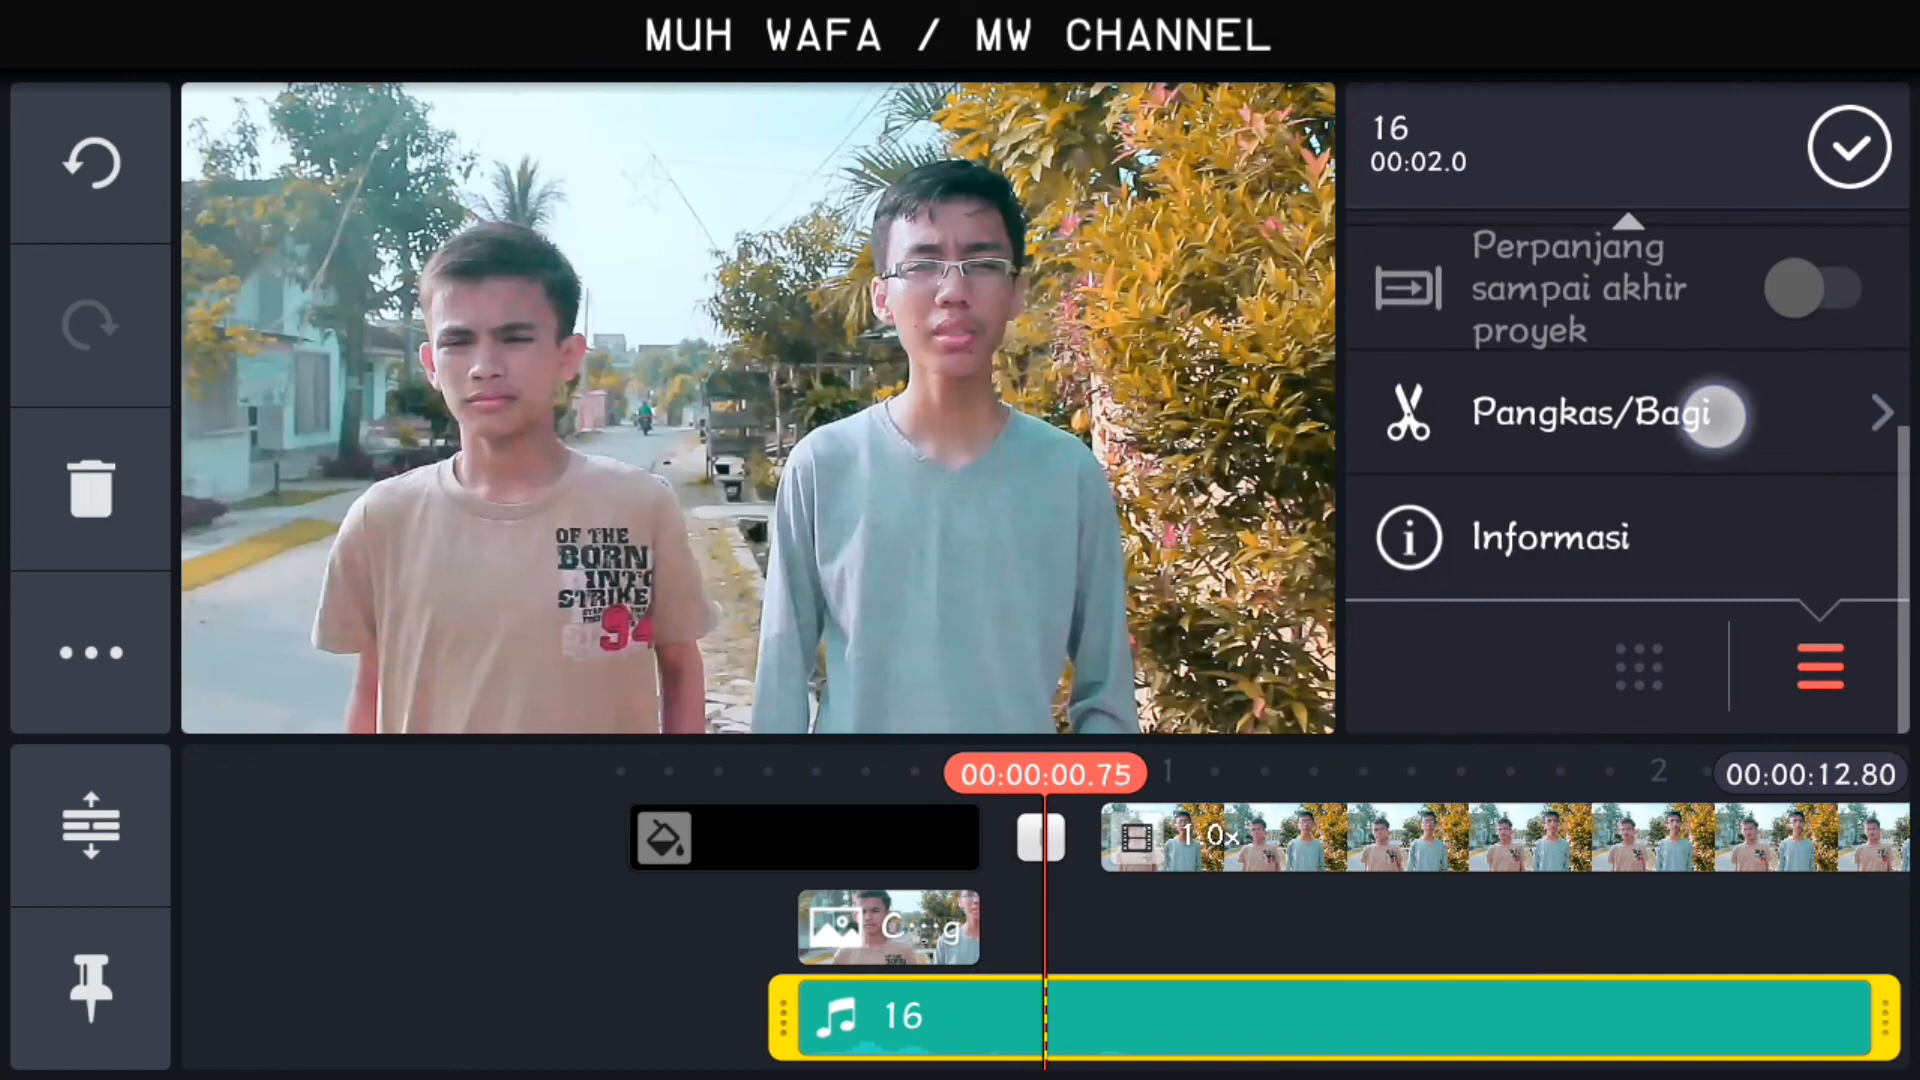 MUH WAFA / MW CHANNEL
16
00:02.0
Perpanjang
sampai akhir
proyek
Pangkas/Bagi
Informasi
OF THE
BORN
INTO
STRIKE
94
00:00:00.75
1
2
00:00:12.80
1.0x
C...g
16